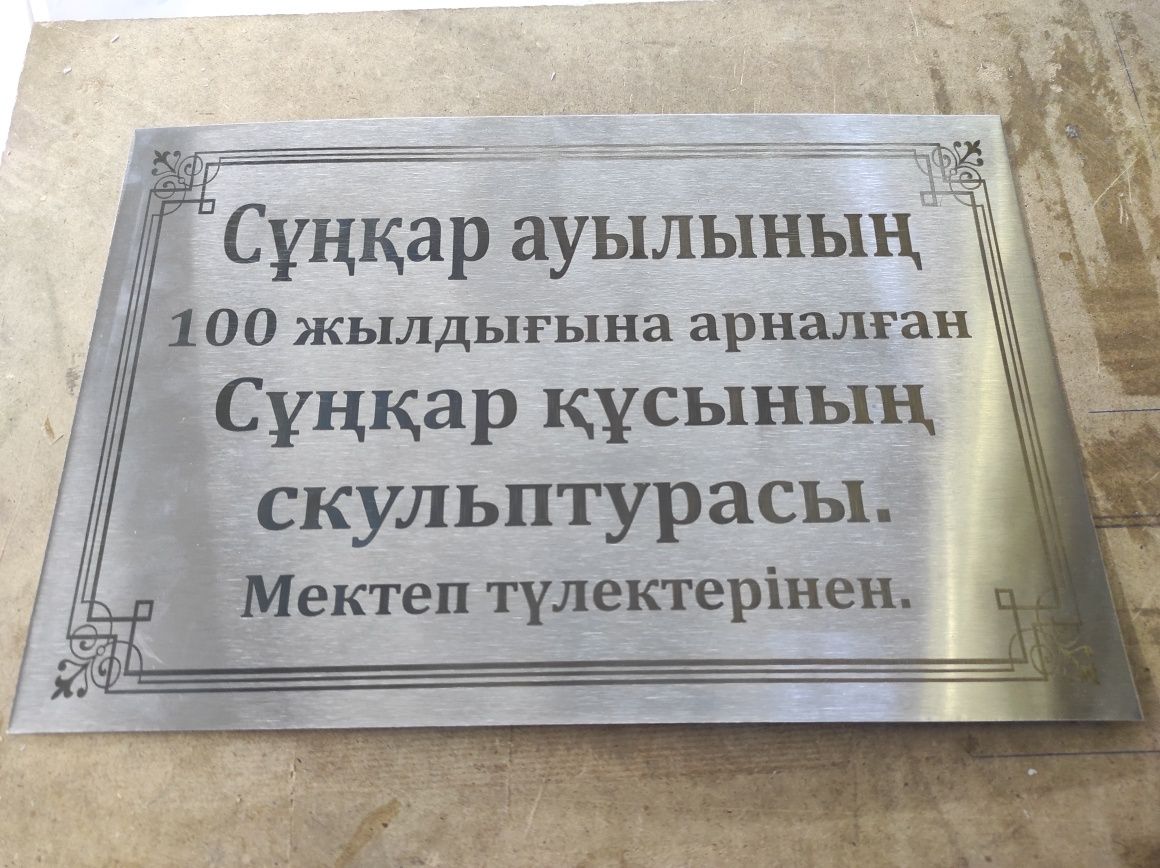 Сұңқар ауылының
100 жылдығына арналған
Сұңқар құсының
скульптурасы.
Мектеп түлектерінен.